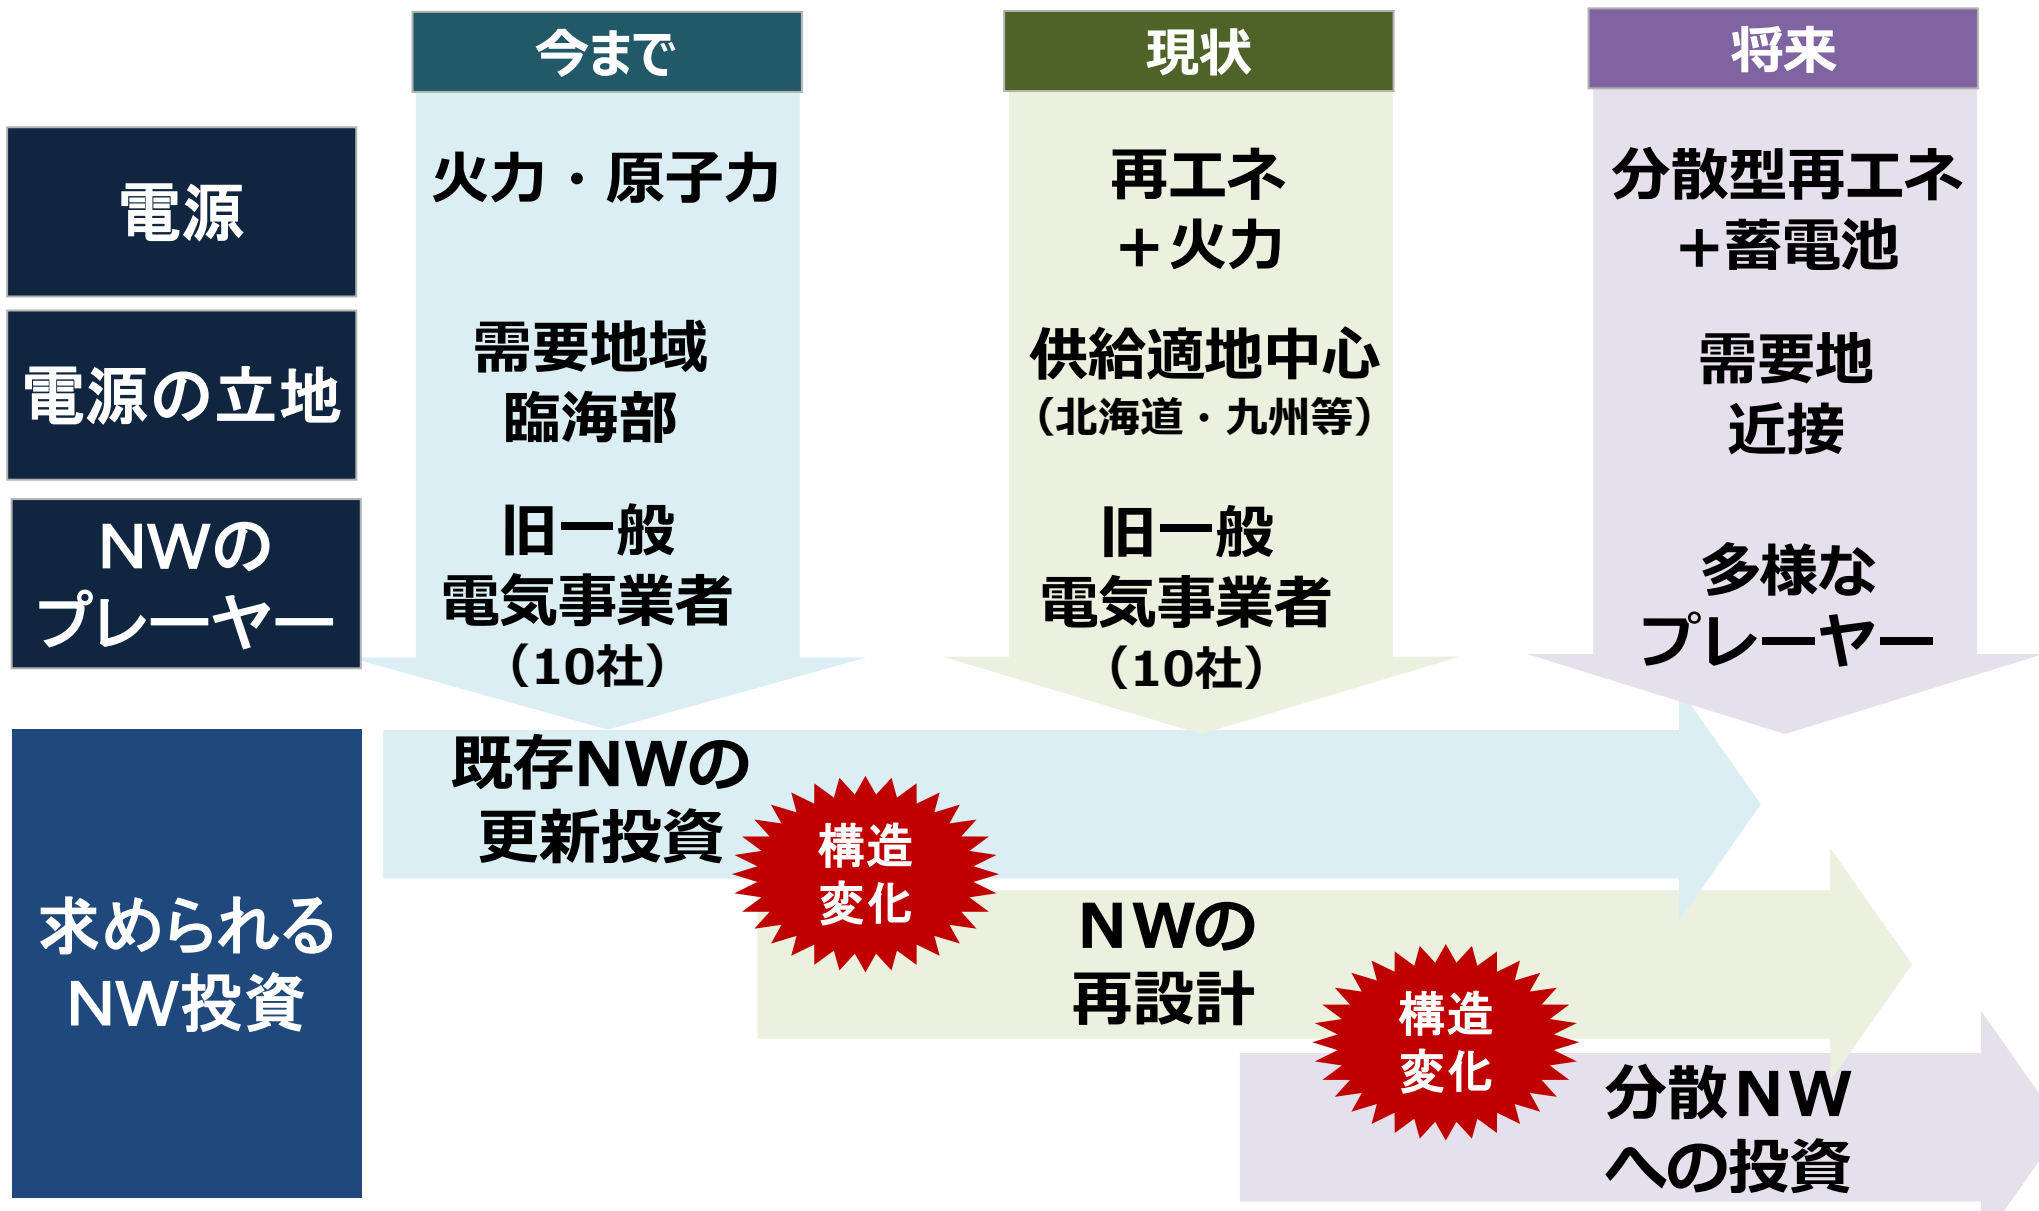 今まで
現状
将来
電源
火力・原子力
再エネ
+火力
分散型再エネ
+蓄電池
電源の立地
需要地域
臨海部
供給適地中心
（北海道・九州等）
需要地
近接
NWの
プレーヤー
旧一般
電気事業者
（10社）
旧一般
電気事業者
（10社）
多様な
プレーヤー
求められる
NW投資
既存NWの
更新投資
構造
変化
NWの
再設計
構造
変化
分散NW
への投資